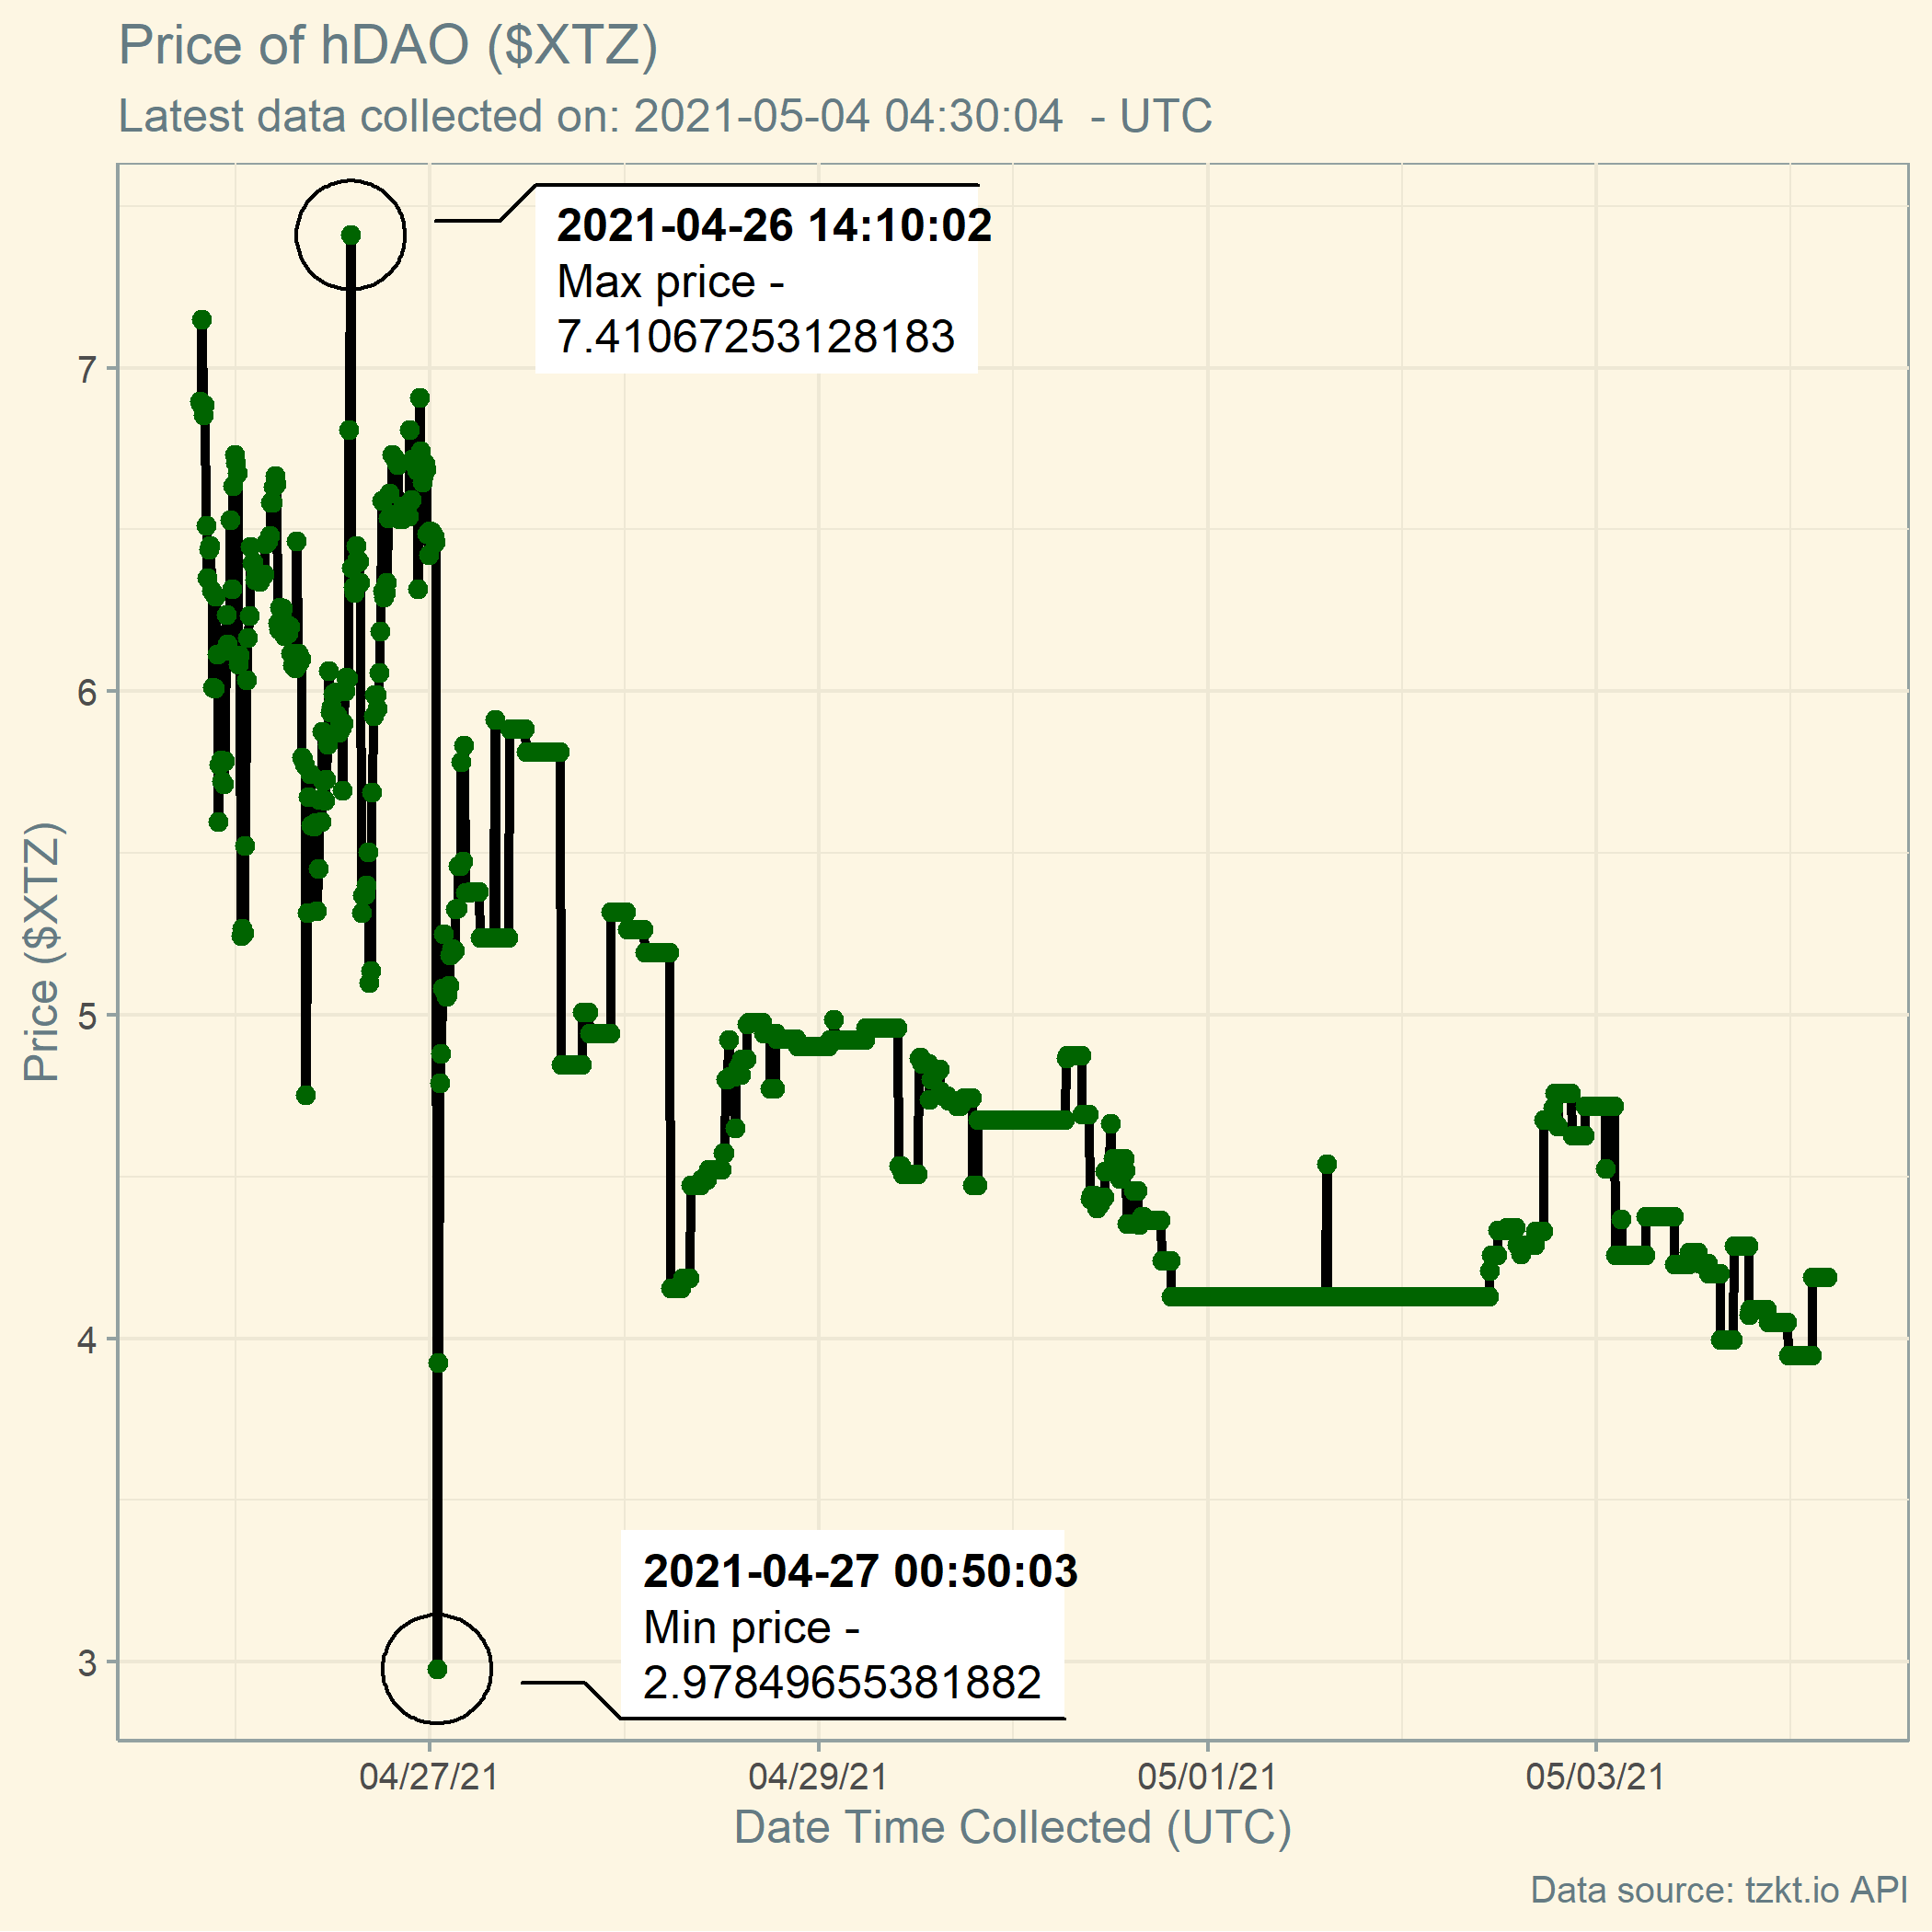 Price of hDAO ($XTZ)
Latest data collected on: 2021-05-04 04:30:04  - UTC
2021-04-26 14:10:02
Max price -
7.41067253128183
7
6
5
4
3
Price ($XTZ)
2021-04-27 00:50:03
Min price -
2.97849655381882
04/27/21
04/29/21
05/01/21
05/03/21
Date Time Collected (UTC)
Data source: tzkt.io API